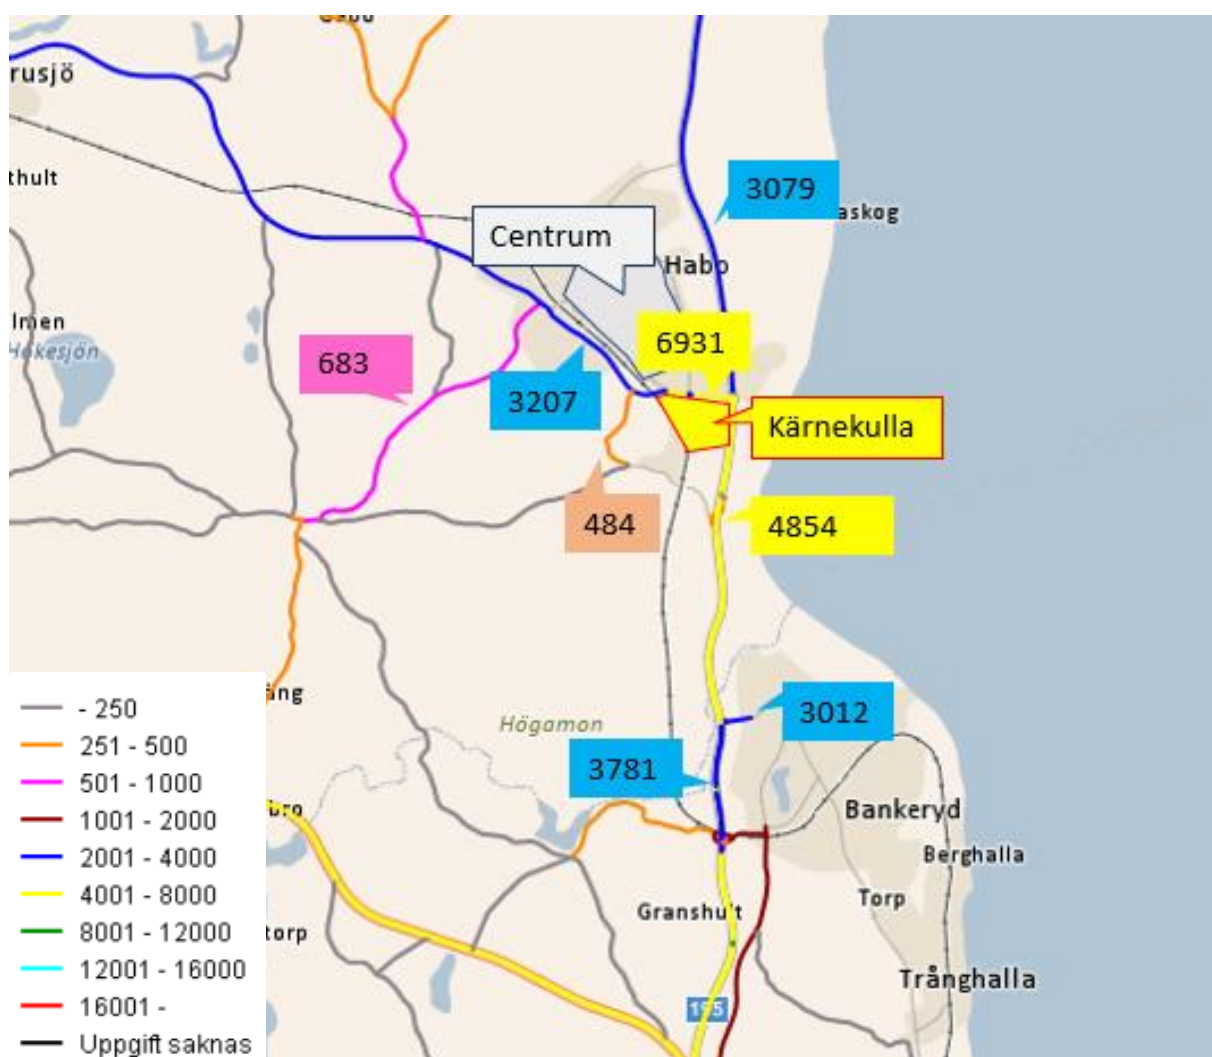 rusjö
thult
3079
askog
Centrum
Habo
lmen
Hökesjön
6931
683
3207
Kärnekulla
484
4854
ång
Högamon
3012
3781
bro
Bankeryd
Berghalla
Torp
Granshult
torp
Trånghalla
195
- 250
251 - 500
501 - 1000
1001 - 2000
2001 - 4000
4001 - 8000
8001 - 12000
12001 - 16000
16001 -
Uppgift saknas